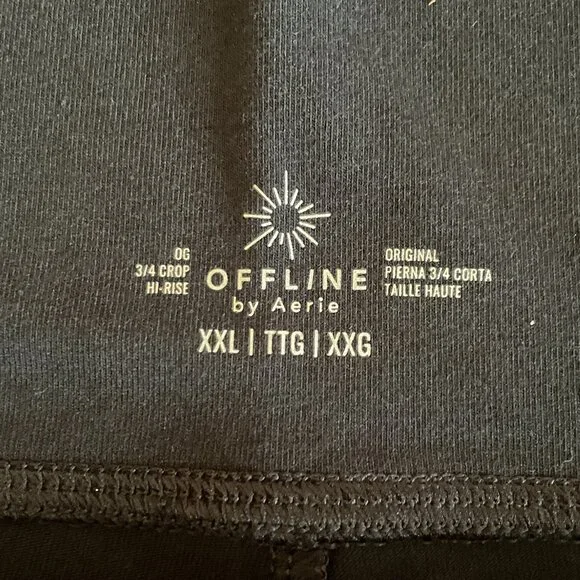 OG
3/4 CROP
HI-RISE
OFFLINE
by Aerie
XXL | TTG | XXG
ORIGINAL
PIERNA 3/4 CORTA
TAILLE HAUTE